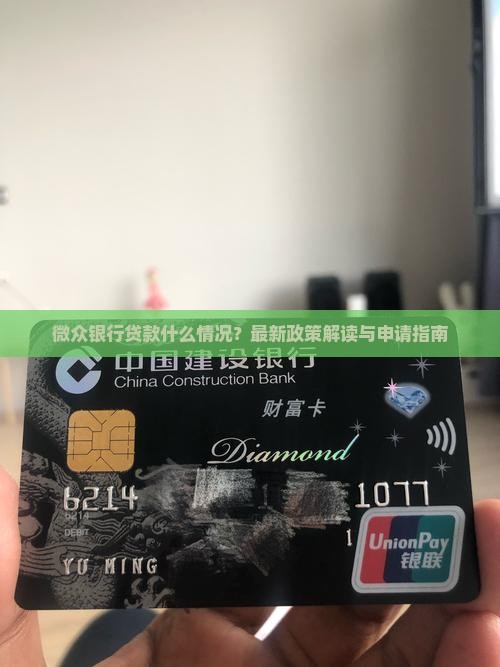 微众银行贷款什么情况？最新政策解读与申请指南
中国建设银行
China Construction Bank
财富卡
Diamond
6214 1077
6214
DEBIT
1
YU MING
UnionPay
银联